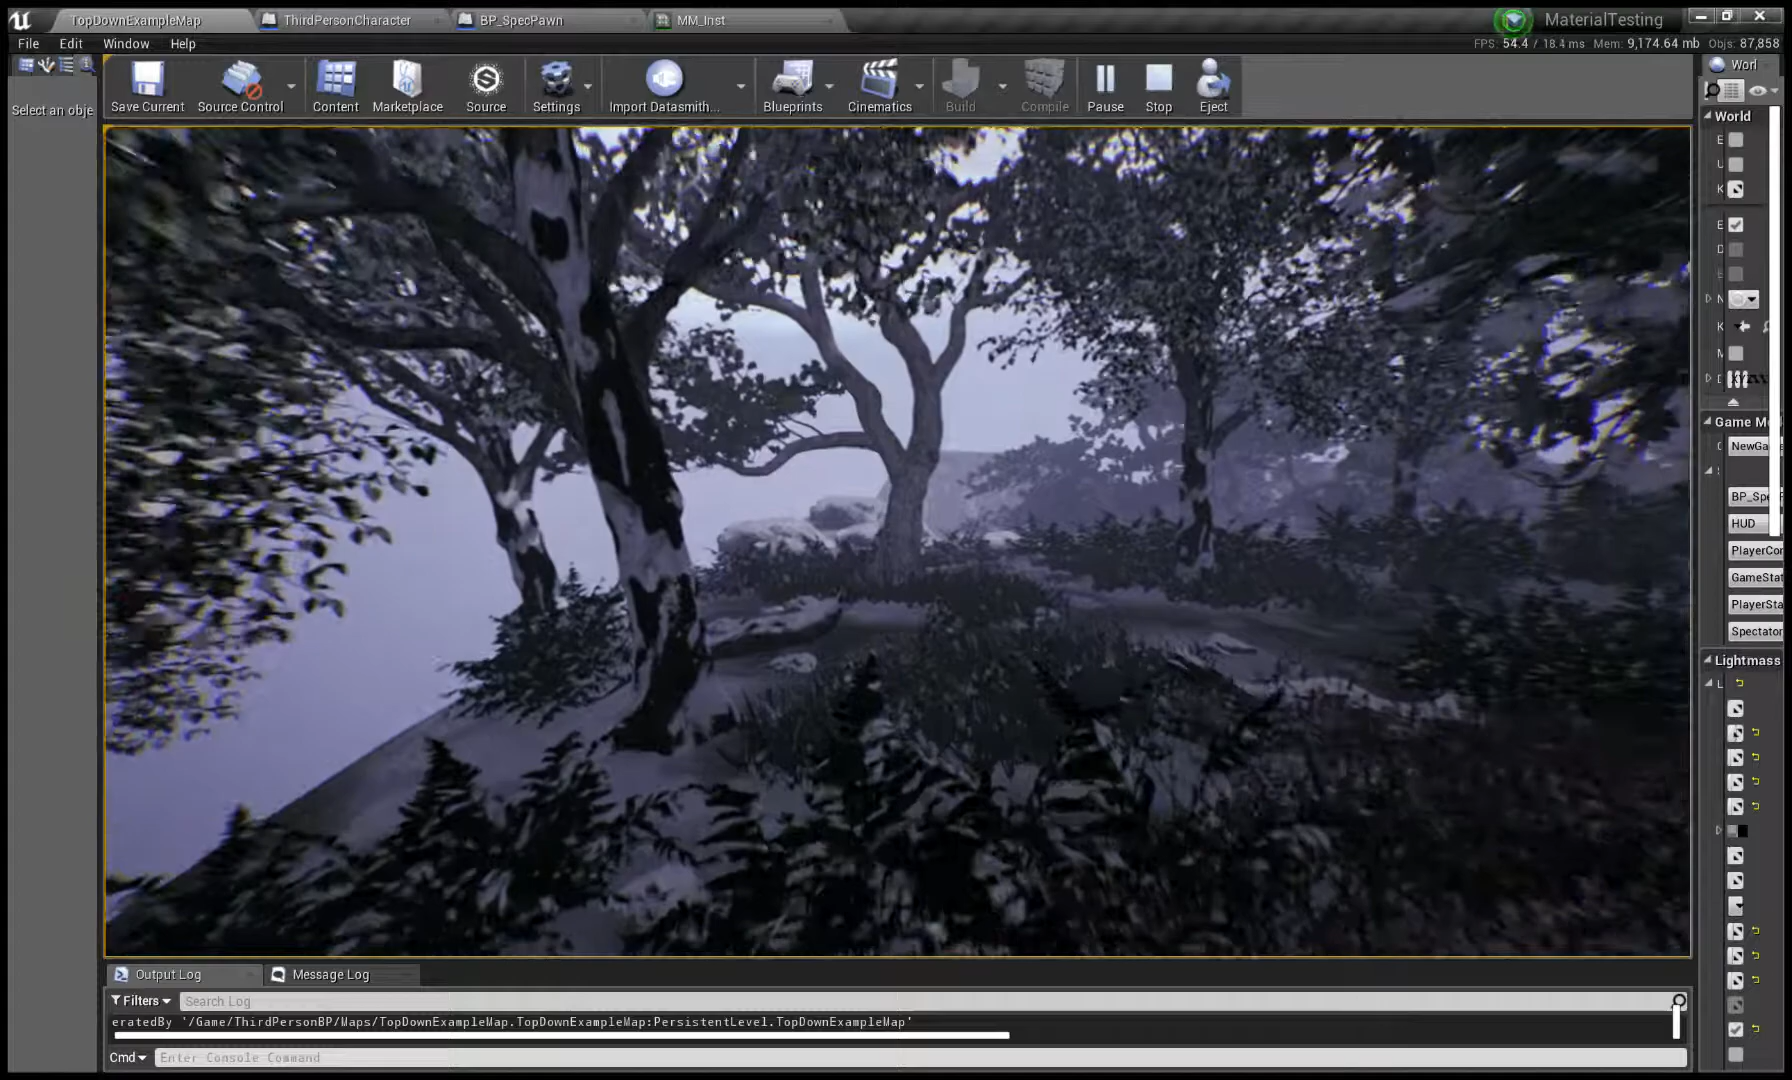 TopDownExampleMap
ThirdPersonCharacter
BP_SpecPawn
MM_Inst
MaterialTesting
File Edit Window Help
FPS: 54.4 / 18.4 ms Mem: 9,174.64 mb Objs: 87,858
Select an obje
Save Current
Source Control
Content
Marketplace
Source
Settings
Import Datasmith...
Blueprints
Cinematics
Build
Compile
Pause
Stop
Eject
Worl
World
E
U
K
E
D
N
K
M
Game M
NewGa
BP_Spe
HUD
PlayerCor
GameStat
PlayerSta
Spectator
Lightmass
L
Output Log
Message Log
Filters
Search Log
eratedBy '/Game/ThirdPersonBP/Maps/TopDownExampleMap.TopDownExampleMap:PersistentLevel.TopDownExampleMap'
Cmd
Enter Console Command